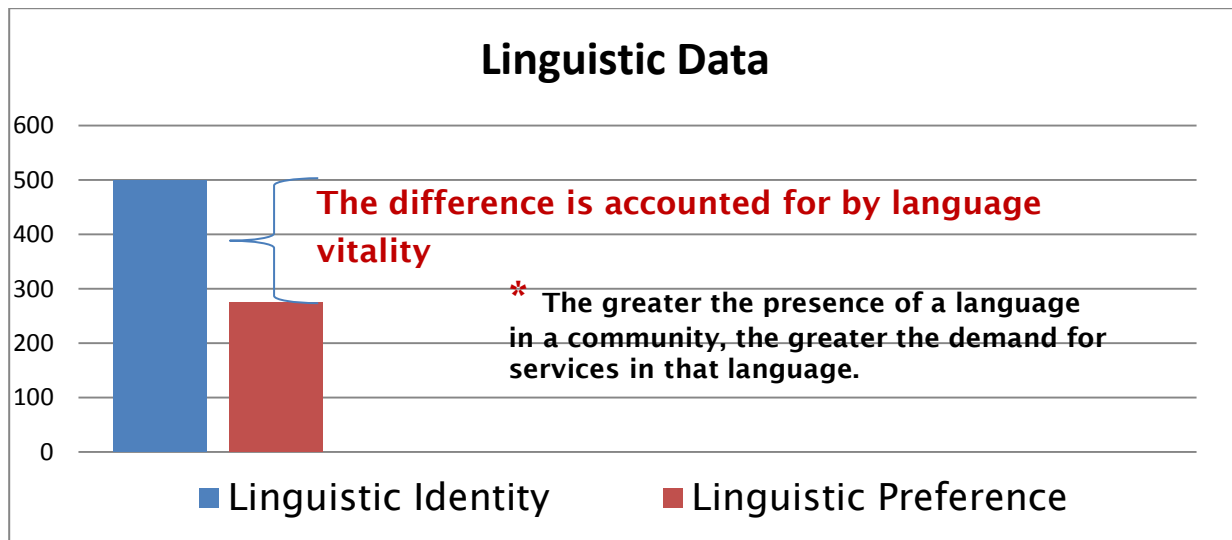 Linguistic Data
600
500
400
300
200
100
0
The difference is accounted for by language
vitality
* The greater the presence of a language
in a community, the greater the demand for
services in that language.
Linguistic Identity
Linguistic Preference